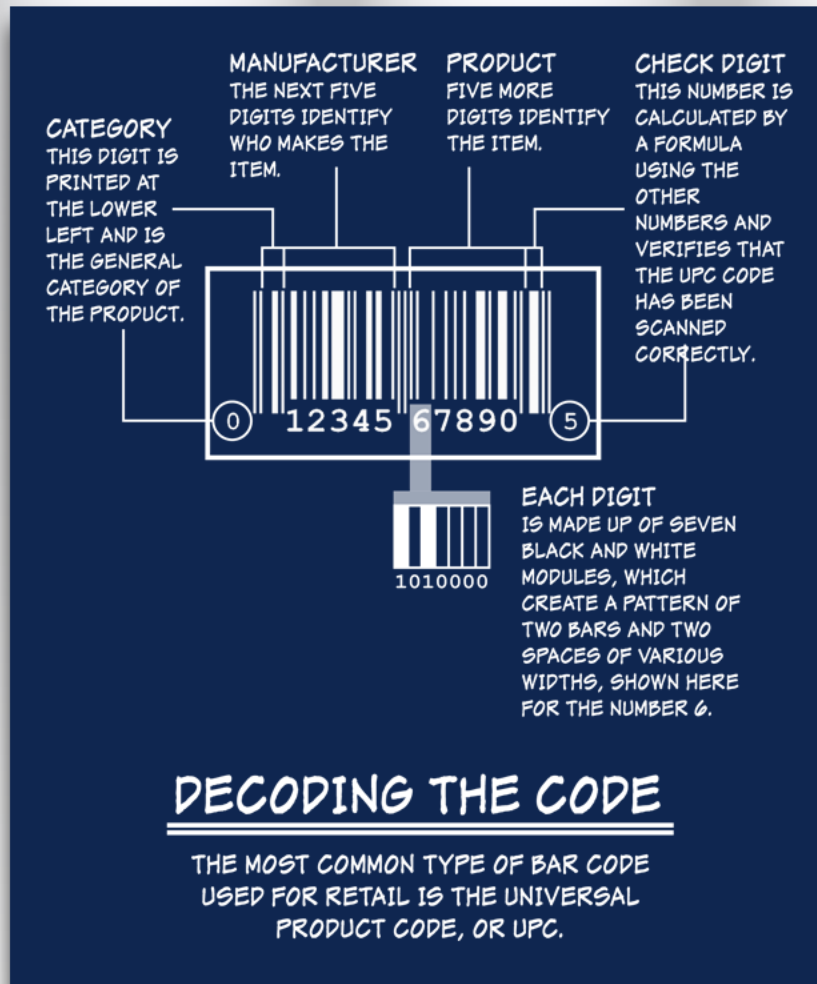 CATEGORY
THIS DIGIT IS
PRINTED AT
THE LOWER
LEFT AND IS
THE GENERAL
CATEGORY OF
THE PRODUCT.
MANUFACTURER
THE NEXT FIVE
DIGITS IDENTIFY
WHO MAKES THE
ITEM.
PRODUCT
FIVE MORE
DIGITS IDENTIFY
THE ITEM.
CHECK DIGIT
THIS NUMBER IS
CALCULATED BY
A FORMULA
USING THE
OTHER
NUMBERS AND
VERIFIES THAT
THE UPC CODE
HAS BEEN
SCANNED
CORRECTLY.
0 12345 67890 5
1010000
EACH DIGIT
IS MADE UP OF SEVEN
BLACK AND WHITE
MODULES, WHICH
CREATE A PATTERN OF
TWO BARS AND TWO
SPACES OF VARIOUS
WIDTHS, SHOWN HERE
FOR THE NUMBER 6.
DECODING THE CODE
THE MOST COMMON TYPE OF BAR CODE
USED FOR RETAIL IS THE UNIVERSAL
PRODUCT CODE, OR UPC.